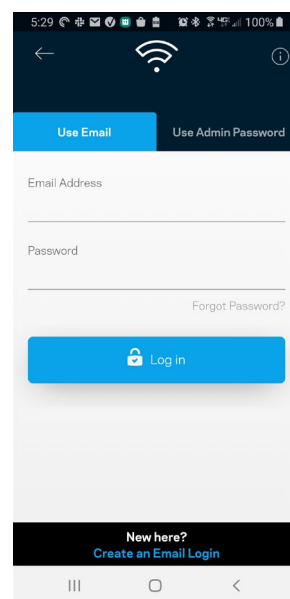 5:29 100%
Use Email Use Admin Password
Email Address
Password
Forgot Password?
Log in
New here?
Create an Email Login